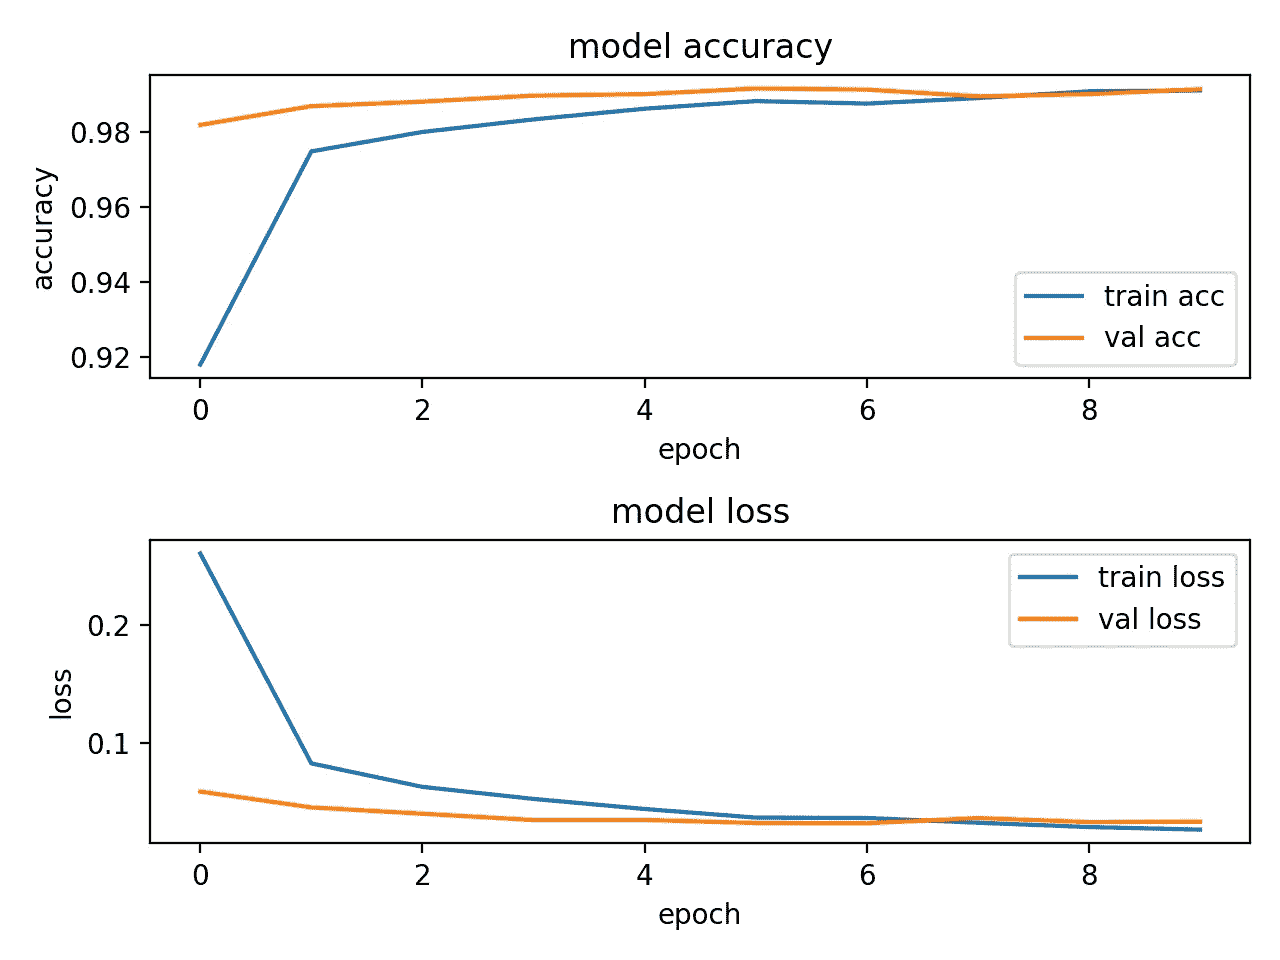 model accuracy
accuracy
0.98
0.96
0.94
0.92
train acc
val acc
0 2 4 6 8
epoch
model loss
loss
0.2
0.1
train loss
val loss
0 2 4 6 8
epoch